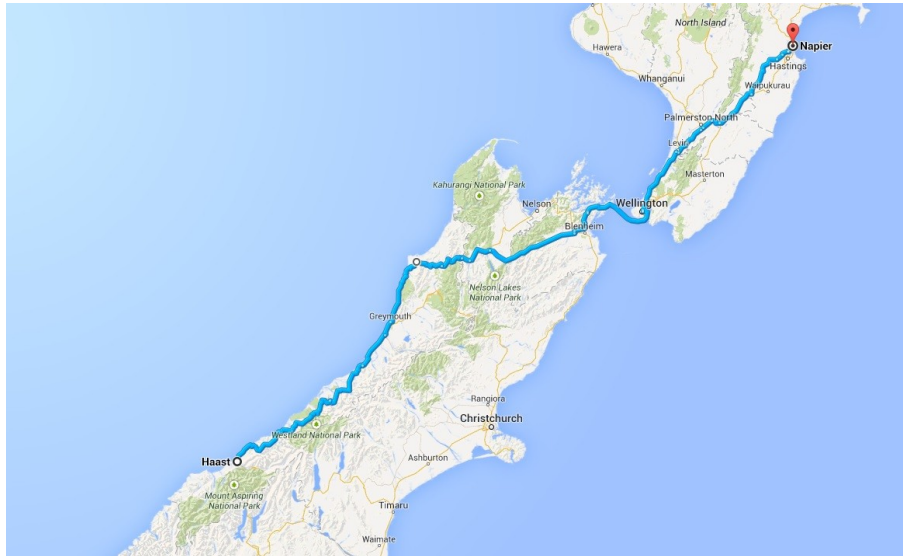 North Island
Napier
Hawera
Hastings
Whanganui
Waipukurau
Palmerston North
Levin
Masterton
Kahurangi National Park
Nelson
Wellington
Blenheim
Nelson Lakes
National Park
Greymouth
Rangiora
Christchurch
Westland National Park
Haast
Ashburton
Mount Aspiring
National Park
Timaru
Waimate